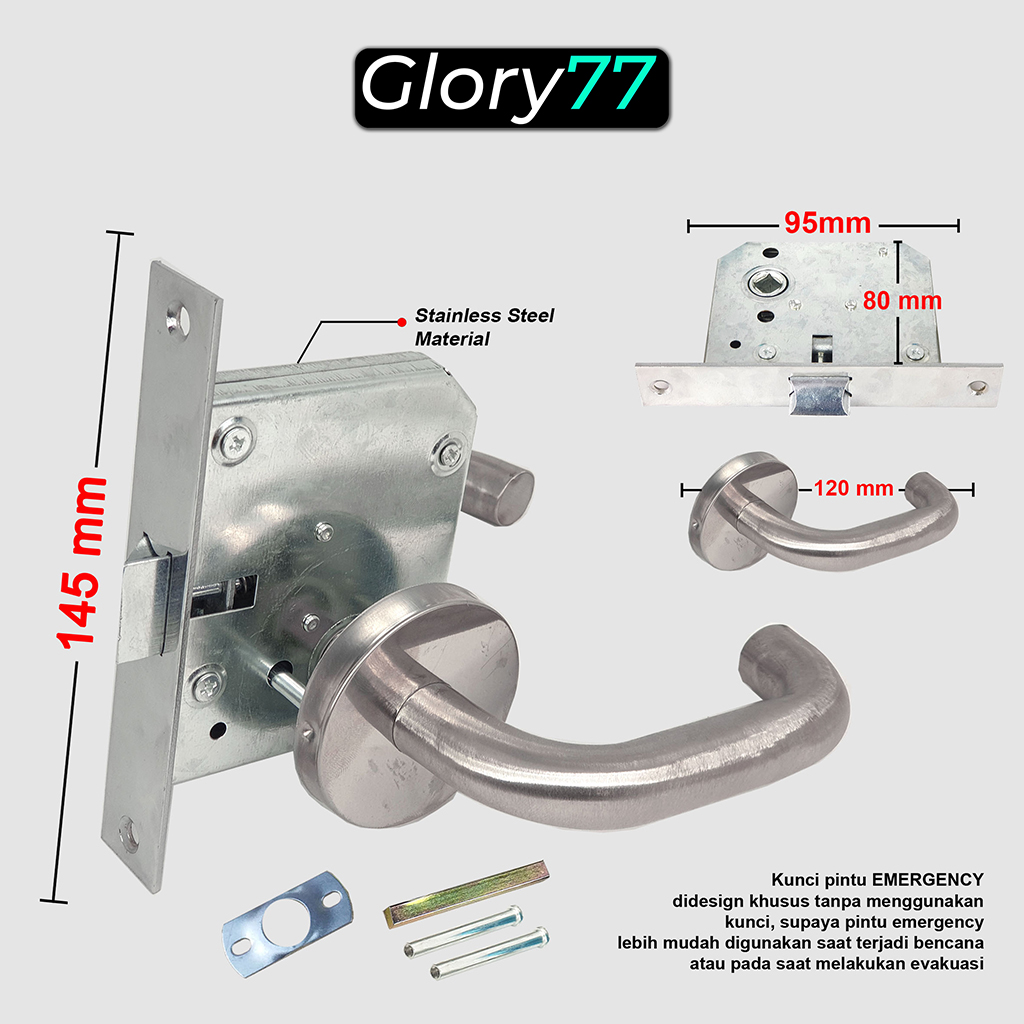 Glory77
95mm
80 mm
Stainless Steel
Material
145 mm
120 mm
Kunci pintu EMERGENCY
didesign khusus tanpa menggunakan
kunci, supaya pintu emergency
lebih mudah digunakan saat terjadi bencana
atau pada saat melakukan evakuasi